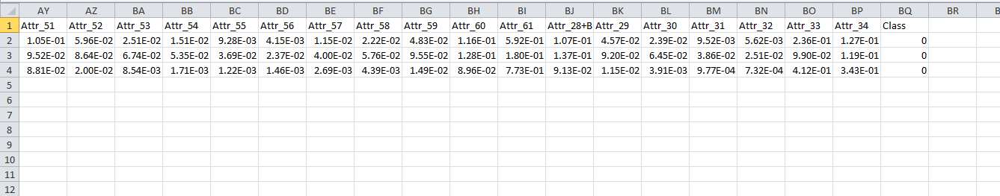 AY AZ BA BB BC BD BE BF BG BH BI BJ BK BL BM BN BO BP BQ BR
1 Attr_51 Attr_52 Attr_53 Attr_54 Attr_55 Attr_56 Attr_57 Attr_58 Attr_59 Attr_60 Attr_61 Attr_28+B Attr_29 Attr_30 Attr_31 Attr_32 Attr_33 Attr_34 Class
2 1.05E-01 5.96E-02 2.51E-02 1.51E-02 9.28E-03 4.15E-03 1.15E-02 2.22E-02 4.83E-02 1.16E-01 5.92E-01 1.07E-01 4.57E-02 2.39E-02 9.52E-03 5.62E-03 2.36E-01 1.27E-01 0
3 9.52E-02 8.64E-02 6.74E-02 5.35E-02 3.69E-02 2.37E-02 4.00E-02 5.76E-02 9.55E-02 1.28E-01 1.80E-01 1.37E-01 9.20E-02 6.45E-02 3.86E-02 2.51E-02 9.90E-02 1.19E-01 0
4 8.81E-02 2.00E-02 8.54E-03 1.71E-03 1.22E-03 1.46E-03 2.69E-03 4.39E-03 1.49E-02 8.96E-02 7.73E-01 9.13E-02 1.15E-02 3.91E-03 9.77E-04 7.32E-04 4.12E-01 3.43E-01 0
5
6
7
8
9
10
11
12